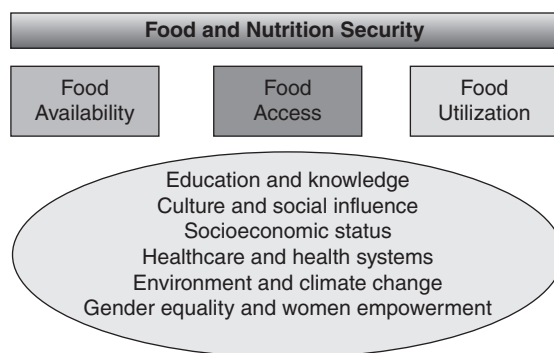 Food and Nutrition Security
Food
Availability
Food
Access
Food
Utilization
Education and knowledge
Culture and social influence
Socioeconomic status
Healthcare and health systems
Environment and climate change
Gender equality and women empowerment